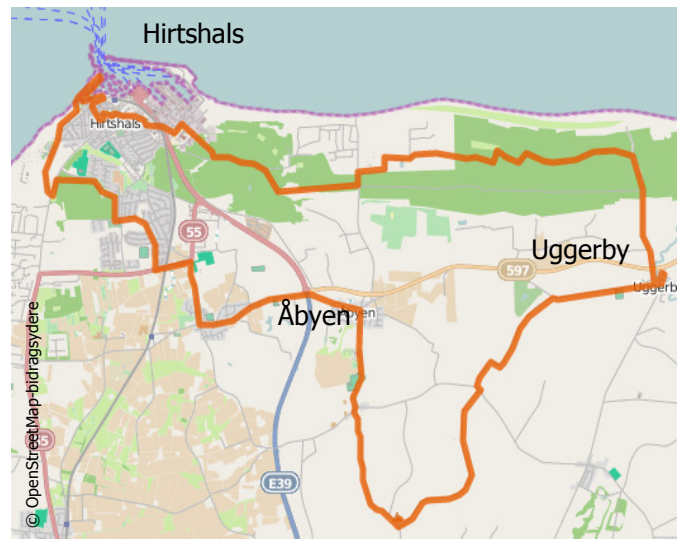 Hirtshals
Hirtshals
55
Uggerby
597
Uggerby
Åbyen
Åbyen
E39
55
© OpenStreetMap-bidragsydere